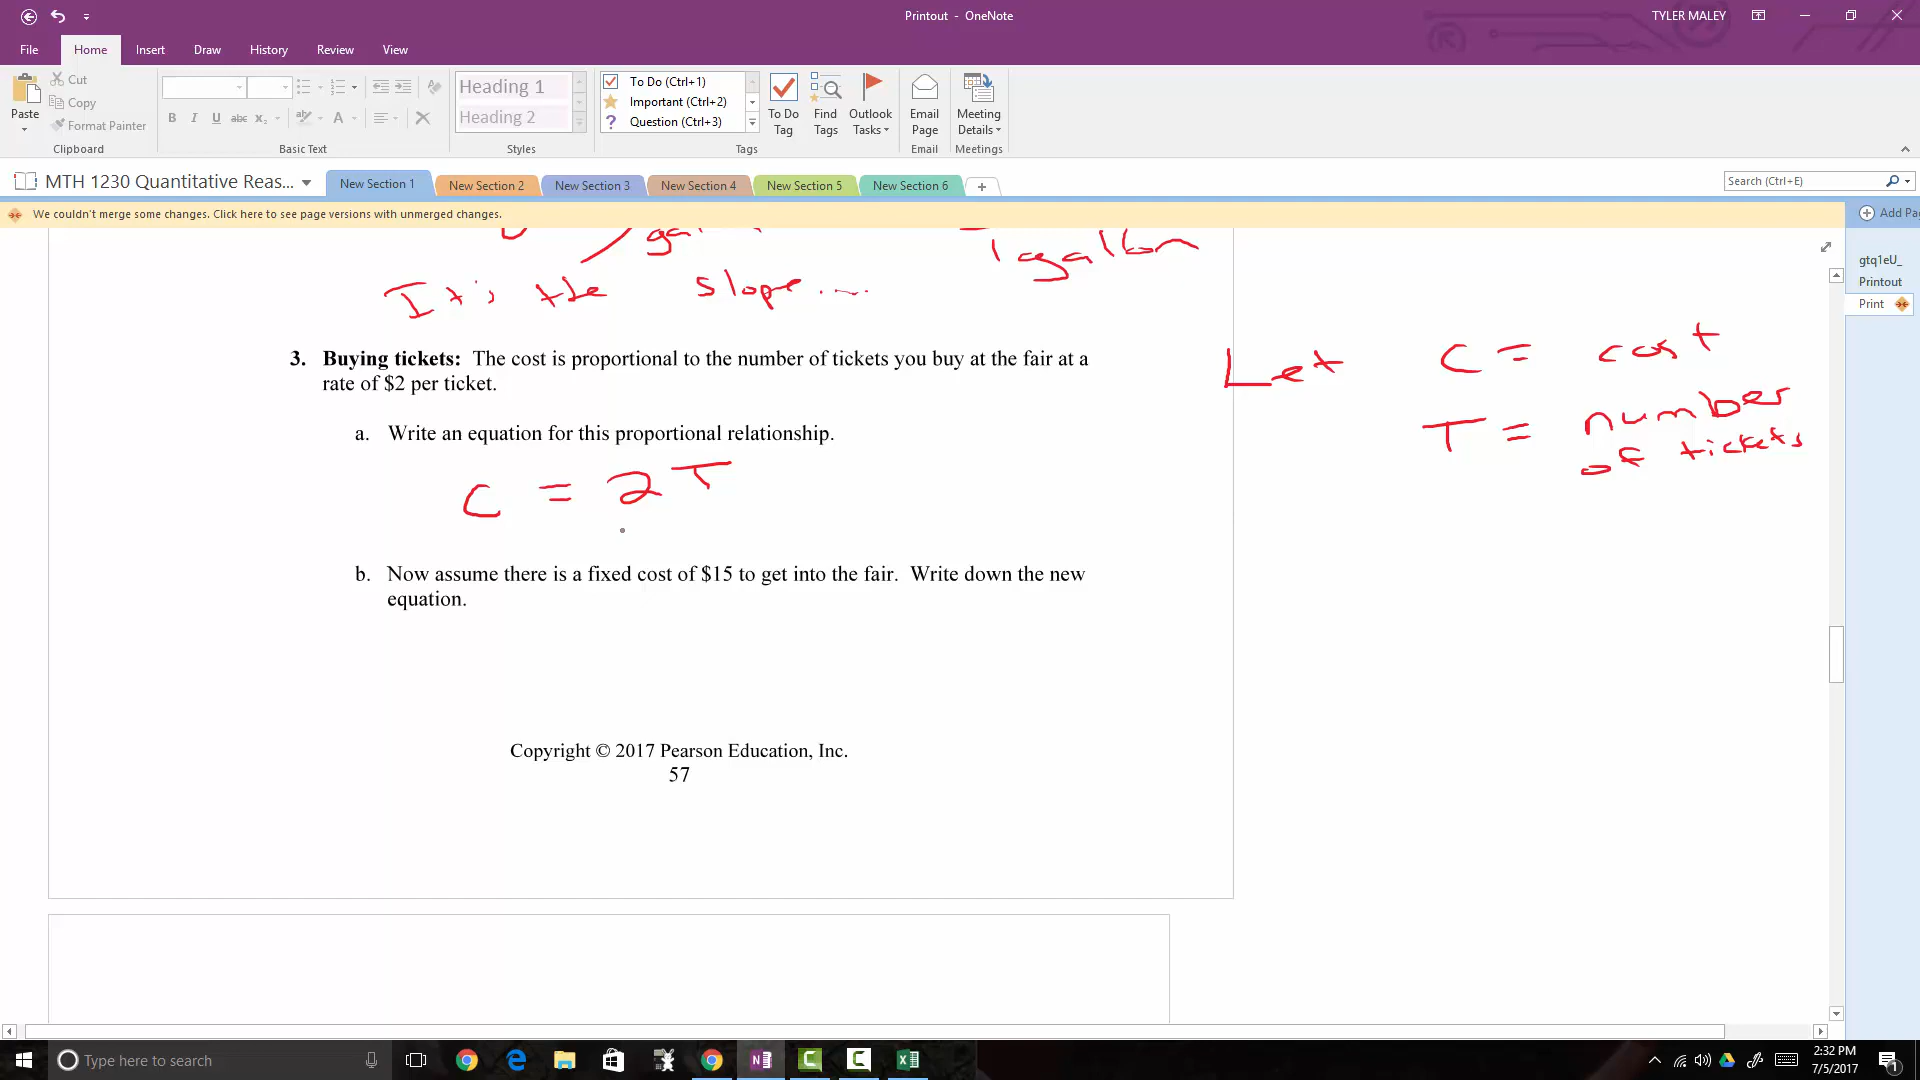 Printout - OneNote
TYLER MALEY
File Home Insert Draw History Review View
Paste
Cut
Copy
Format Painter
Clipboard
B I U abc X₂ A
Basic Text
Heading 1
Heading 2
Styles
To Do (Ctrl+1)
Important (Ctrl+2)
Question (Ctrl+3)
To Do Tag
Find Tags
Outlook Tasks
Tags
Email Page
Email
Meeting Details
Meetings
MTH 1230 Quantitative Reas...
New Section 1 New Section 2 New Section 3 New Section 4 New Section 5 New Section 6 +
Search (Ctrl+E)
We couldn't merge some changes. Click here to see page versions with unmerged changes.
Add Pag
gtq1eU_
Printout
Print
1 gallon
It's the slope....
3. Buying tickets: The cost is proportional to the number of tickets you buy at the fair at a
rate of $2 per ticket.
Let C = cost
T = number
of tickets
a. Write an equation for this proportional relationship.
C = 2T
b. Now assume there is a fixed cost of $15 to get into the fair. Write down the new
equation.
Copyright © 2017 Pearson Education, Inc.
57
Type here to search
2:32 PM
7/5/2017